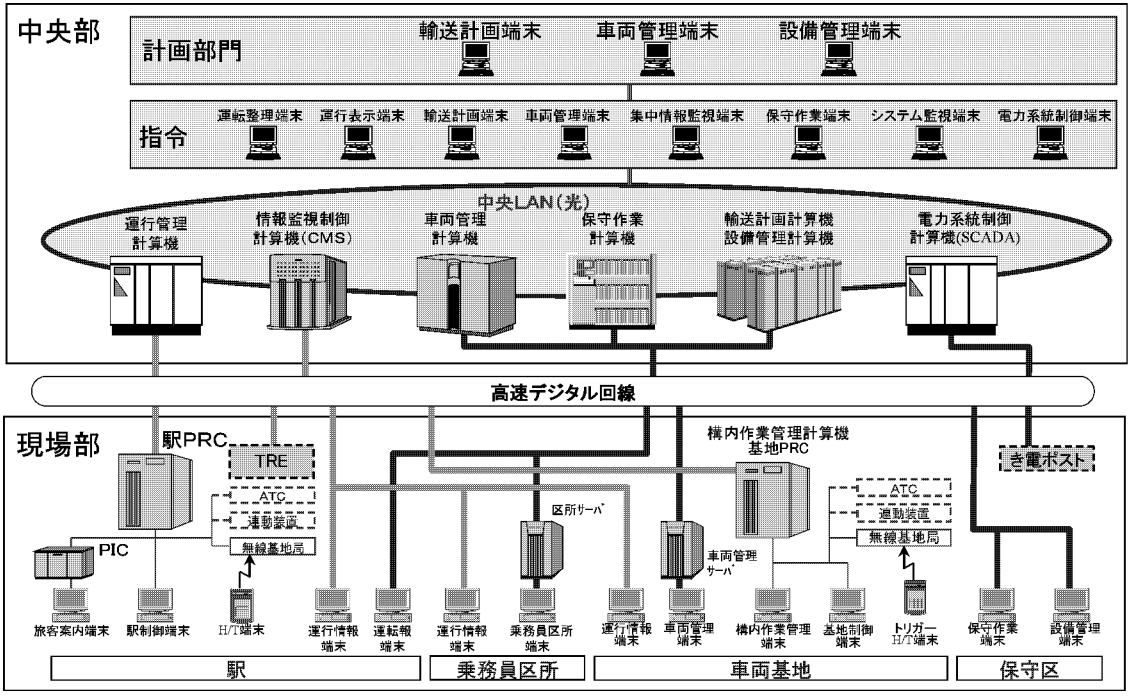 中央部
計画部門
輸送計画端末
車両管理端末
設備管理端末
指令
運転整理端末
運行表示端末
輸送計画端末
車両管理端末
集中情報監視端末
保守作業端末
システム監視端末
電力系統制御端末
中央LAN(光)
運行管理
計算機
情報監視制御
計算機(CMS)
車両管理
計算機
保守作業
計算機
輸送計画計算機
設備管理計算機
電力系統制御
計算機(SCADA)
高速デジタル回線
現場部
駅PRC
TRE
ATC
連動装置
無線基地局
PIC
旅客案内端末
駅制御端末
H/T端末
運行情報
端末
運転報
端末
運行情報
端末
区所サーバ
乗務員区所
端末
運行情報
端末
車両管理
サーバ
車両管理
端末
構内作業管理計算機
基地PRC
ATC
連動装置
無線基地局
構内作業管理
端末
基地制御
端末
トリガー
H/T端末
き電ポスト
保守作業
端末
設備管理
端末
駅
乗務員区所
車両基地
保守区